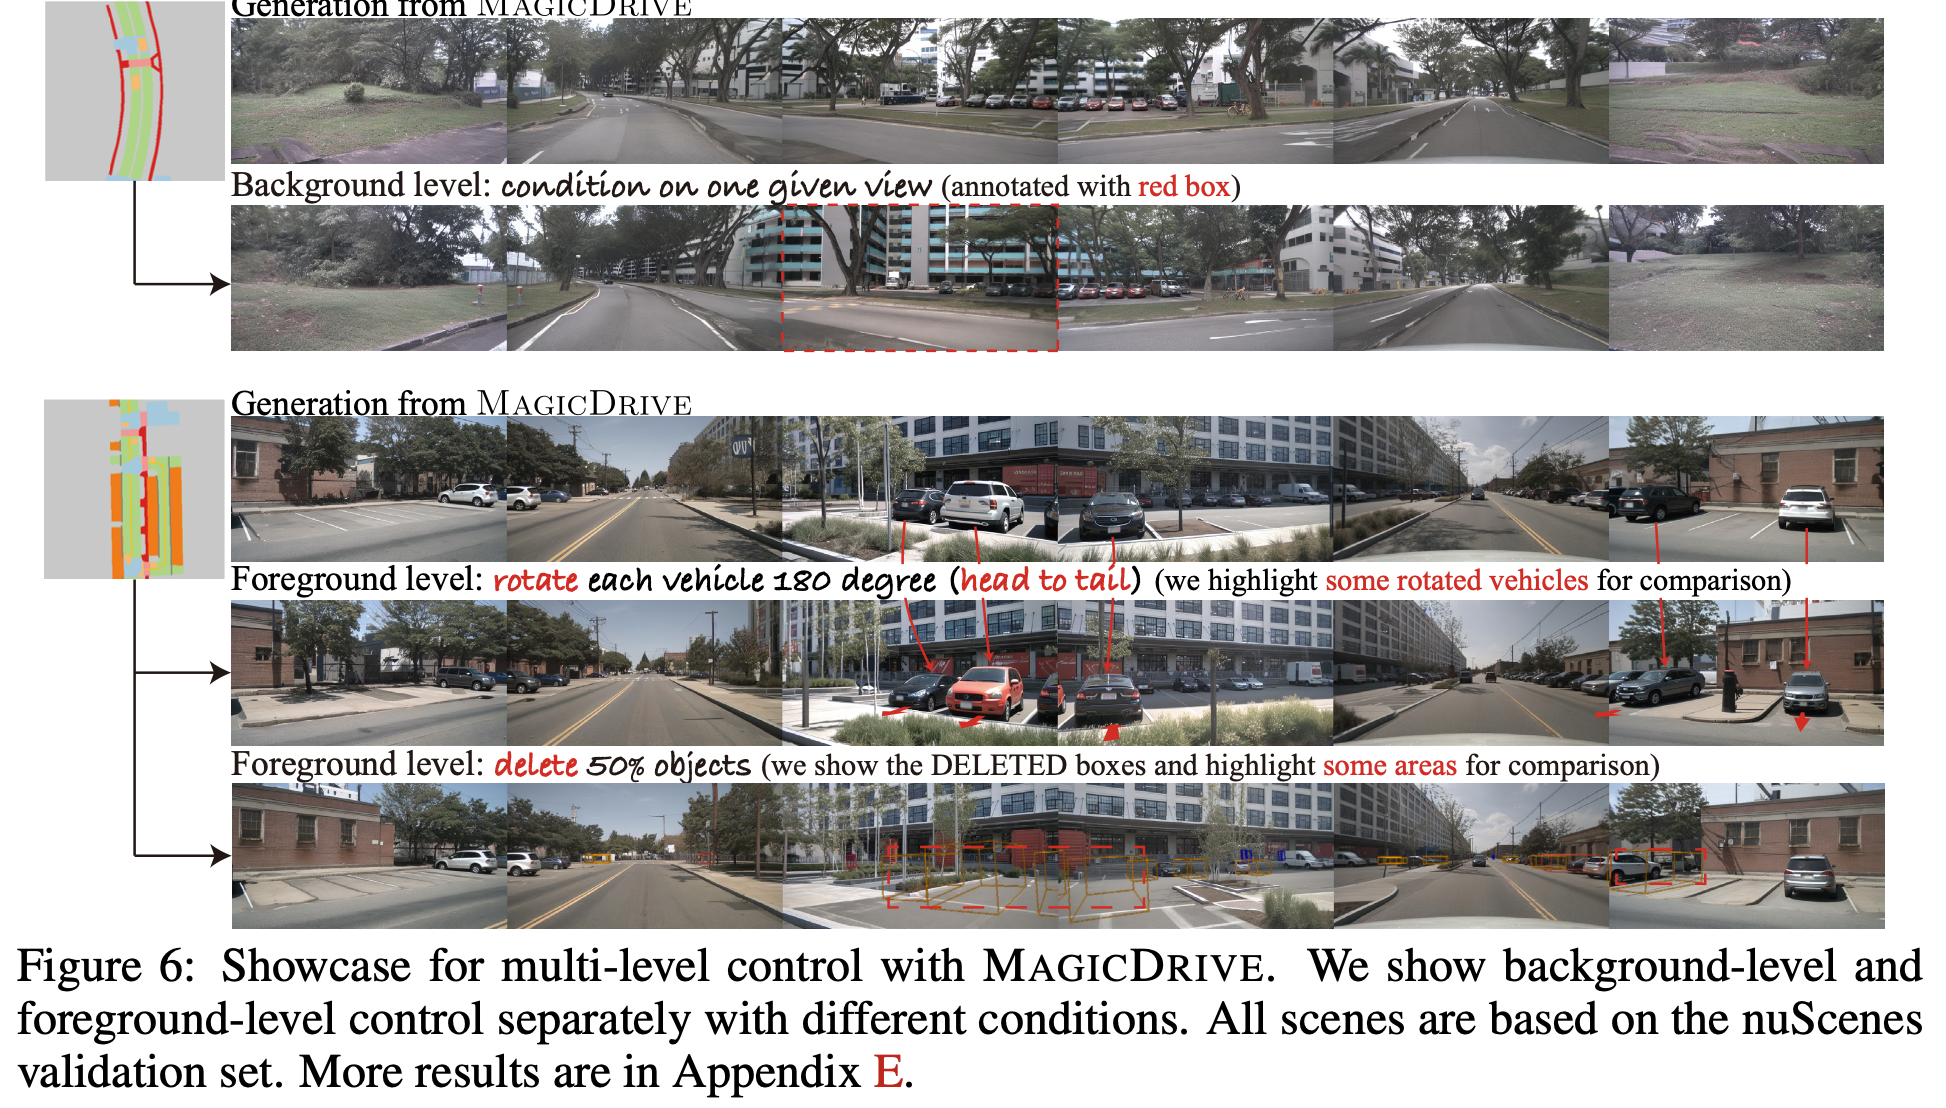 Generation from MAGICDRIVE
Background level: condition on one given view (annotated with red box)
Generation from MAGICDRIVE
Foreground level: rotate each vehicle 180 degree (head to tail) (we highlight some rotated vehicles for comparison)
Foreground level: delete 50% objects (we show the DELETED boxes and highlight some areas for comparison)
Figure 6: Showcase for multi-level control with MAGICDRIVE. We show background-level and
foreground-level control separately with different conditions. All scenes are based on the nuScenes
validation set. More results are in Appendix E.